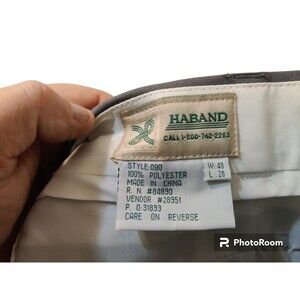 HABAND
CALL 1-800-742-2263
STYLE: 090
100% POLYESTER
MADE IN CHINA
R. N. #84890
VENDOR #28951
P. O. 31893
CARE ON REVERSE
W: 48
L: 28
PhotoRoom